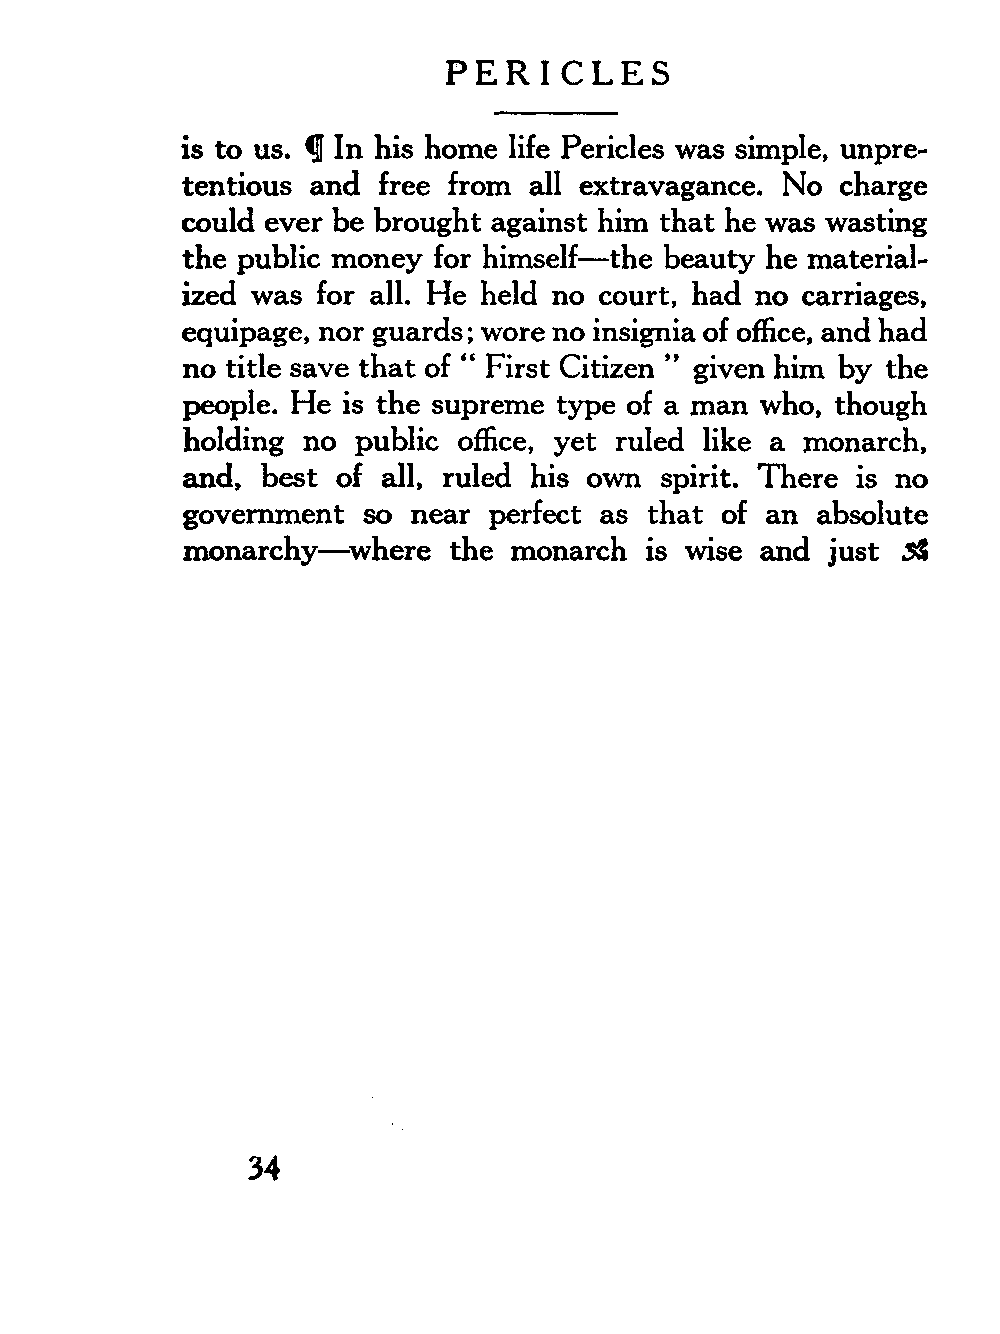 PERICLES
is to us. ¶ In his home life Pericles was simple, unpre-
tentious and free from all extravagance. No charge
could ever be brought against him that he was wasting
the public money for himself—the beauty he material-
ized was for all. He held no court, had no carriages,
equipage, nor guards; wore no insignia of office, and had
no title save that of “ First Citizen ” given him by the
people. He is the supreme type of a man who, though
holding no public office, yet ruled like a monarch,
and, best of all, ruled his own spirit. There is no
government so near perfect as that of an absolute
monarchy—where the monarch is wise and just
34